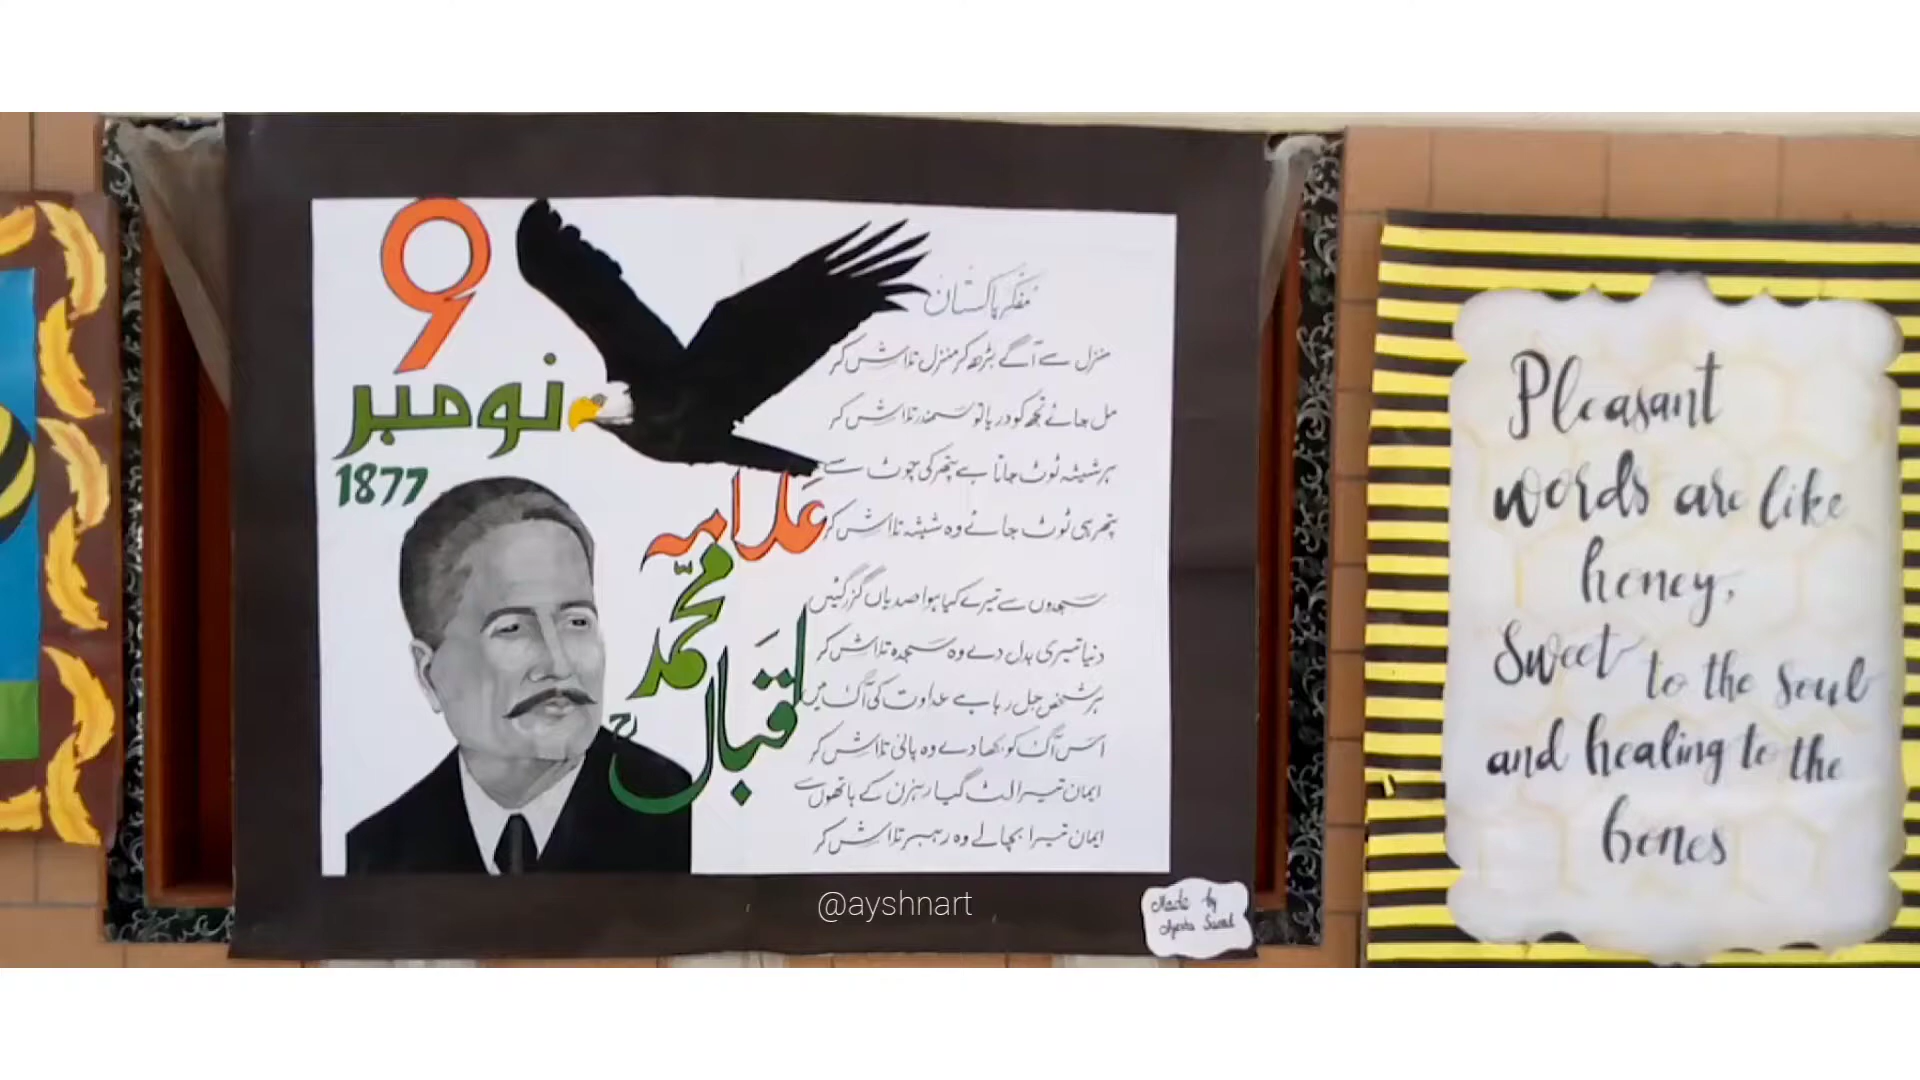 9
نومبر
1877
علامہ
محمّد
اقبال
رح
مفکر پاکستان
منزل سے آگے بڑھ کر منزل تلاش کر
مل جائے تجھ کو دریا تو سمندر تلاش کر
ہر شیشہ ٹوٹ جاتا ہے پتھر کی چوٹ سے
پتھر ہی ٹوٹ جائے وہ شیشہ تلاش کر
سجدوں سے تیرے کیا ہوا صدیاں گزر گئیں
دنیا تیری بدل دے وہ سجدہ تلاش کر
ہر شخص جل رہا ہے عداوت کی آگ میں
اس آگ کو بجھا دے وہ پانی تلاش کر
ایمان تیرا لٹ گیا رہزن کے ہاتھوں سے
ایمان تیرا بچا لے وہ رہبر تلاش کر
@ayshnart
Made by
Ayesha Saeed
Pleasant
words are like
honey,
Sweet to the soul
and healing to the
bones